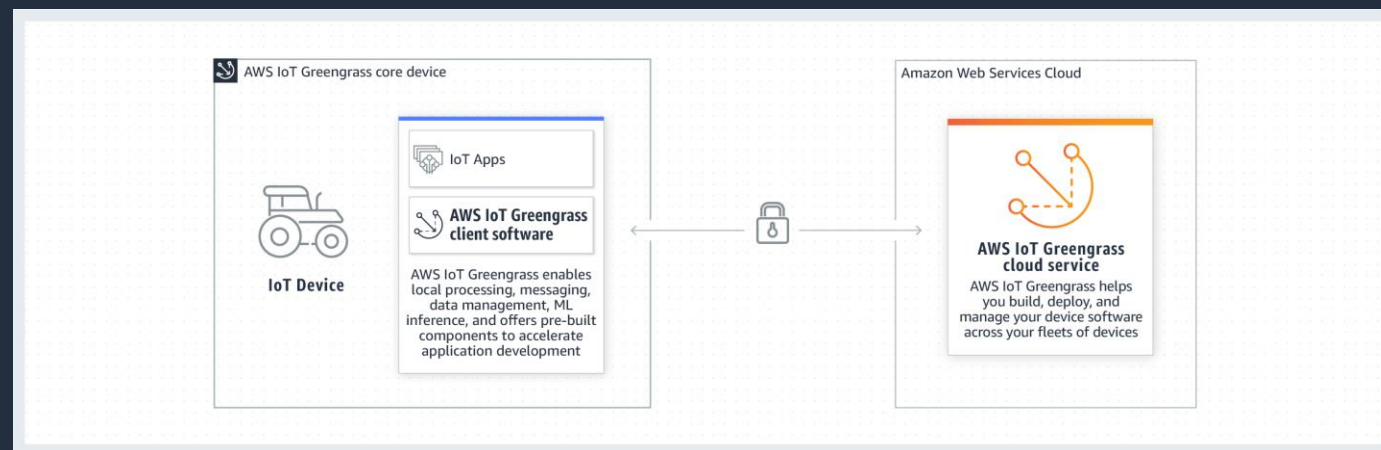 AWS IoT Greengrass core device
IoT Device
IoT Apps
AWS IoT Greengrass
client software
AWS IoT Greengrass enables
local processing, messaging,
data management, ML
inference, and offers pre-built
components to accelerate
application development
Amazon Web Services Cloud
AWS IoT Greengrass
cloud service
AWS IoT Greengrass helps
you build, deploy, and
manage your device software
across your fleets of devices